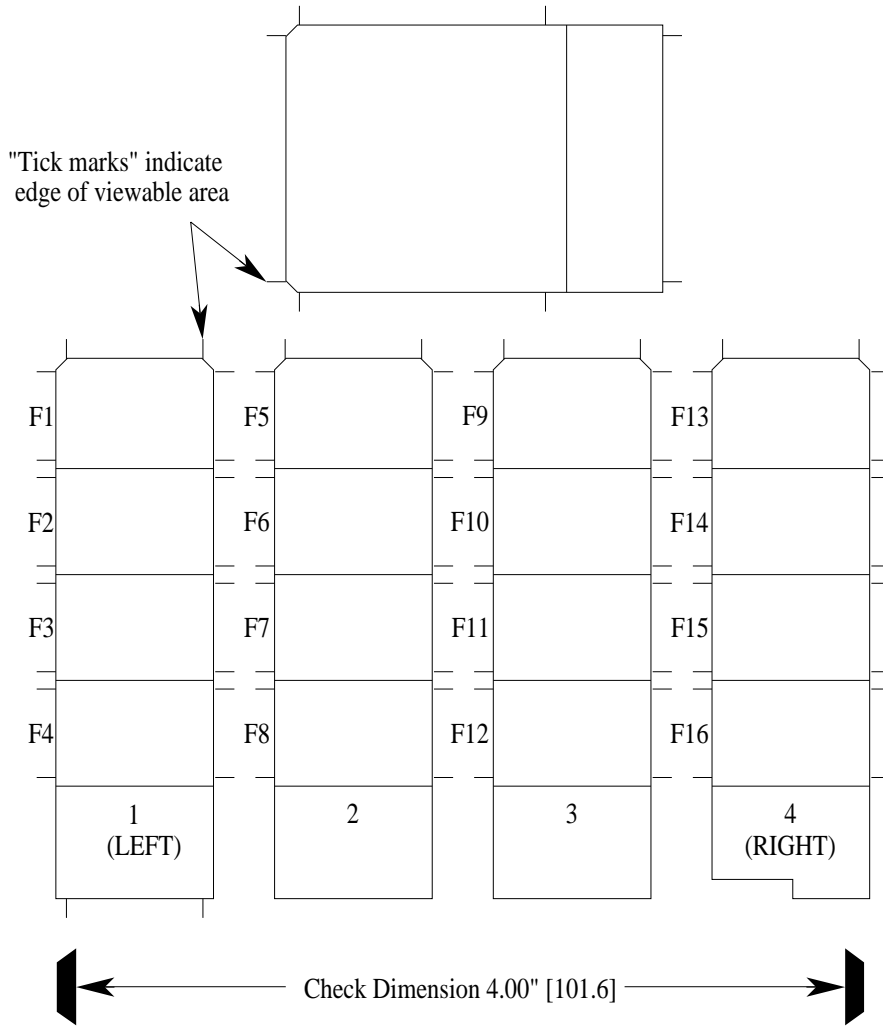 "Tick marks" indicate
edge of viewable area
F1
F5
F9
F13
F2
F6
F10
F14
F3
F7
F11
F15
F4
F8
F12
F16
1
(LEFT)
2
3
4
(RIGHT)
Check Dimension 4.00" [101.6]